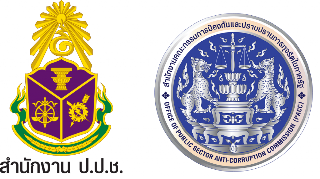 สำนักงาน ป.ป.ช.
สำนักงานคณะกรรมการป้องกันและปราบปรามการทุจริตในภาครัฐ
OFFICE OF PUBLIC SECTOR ANTI-CORRUPTION COMMISSION (PACC)